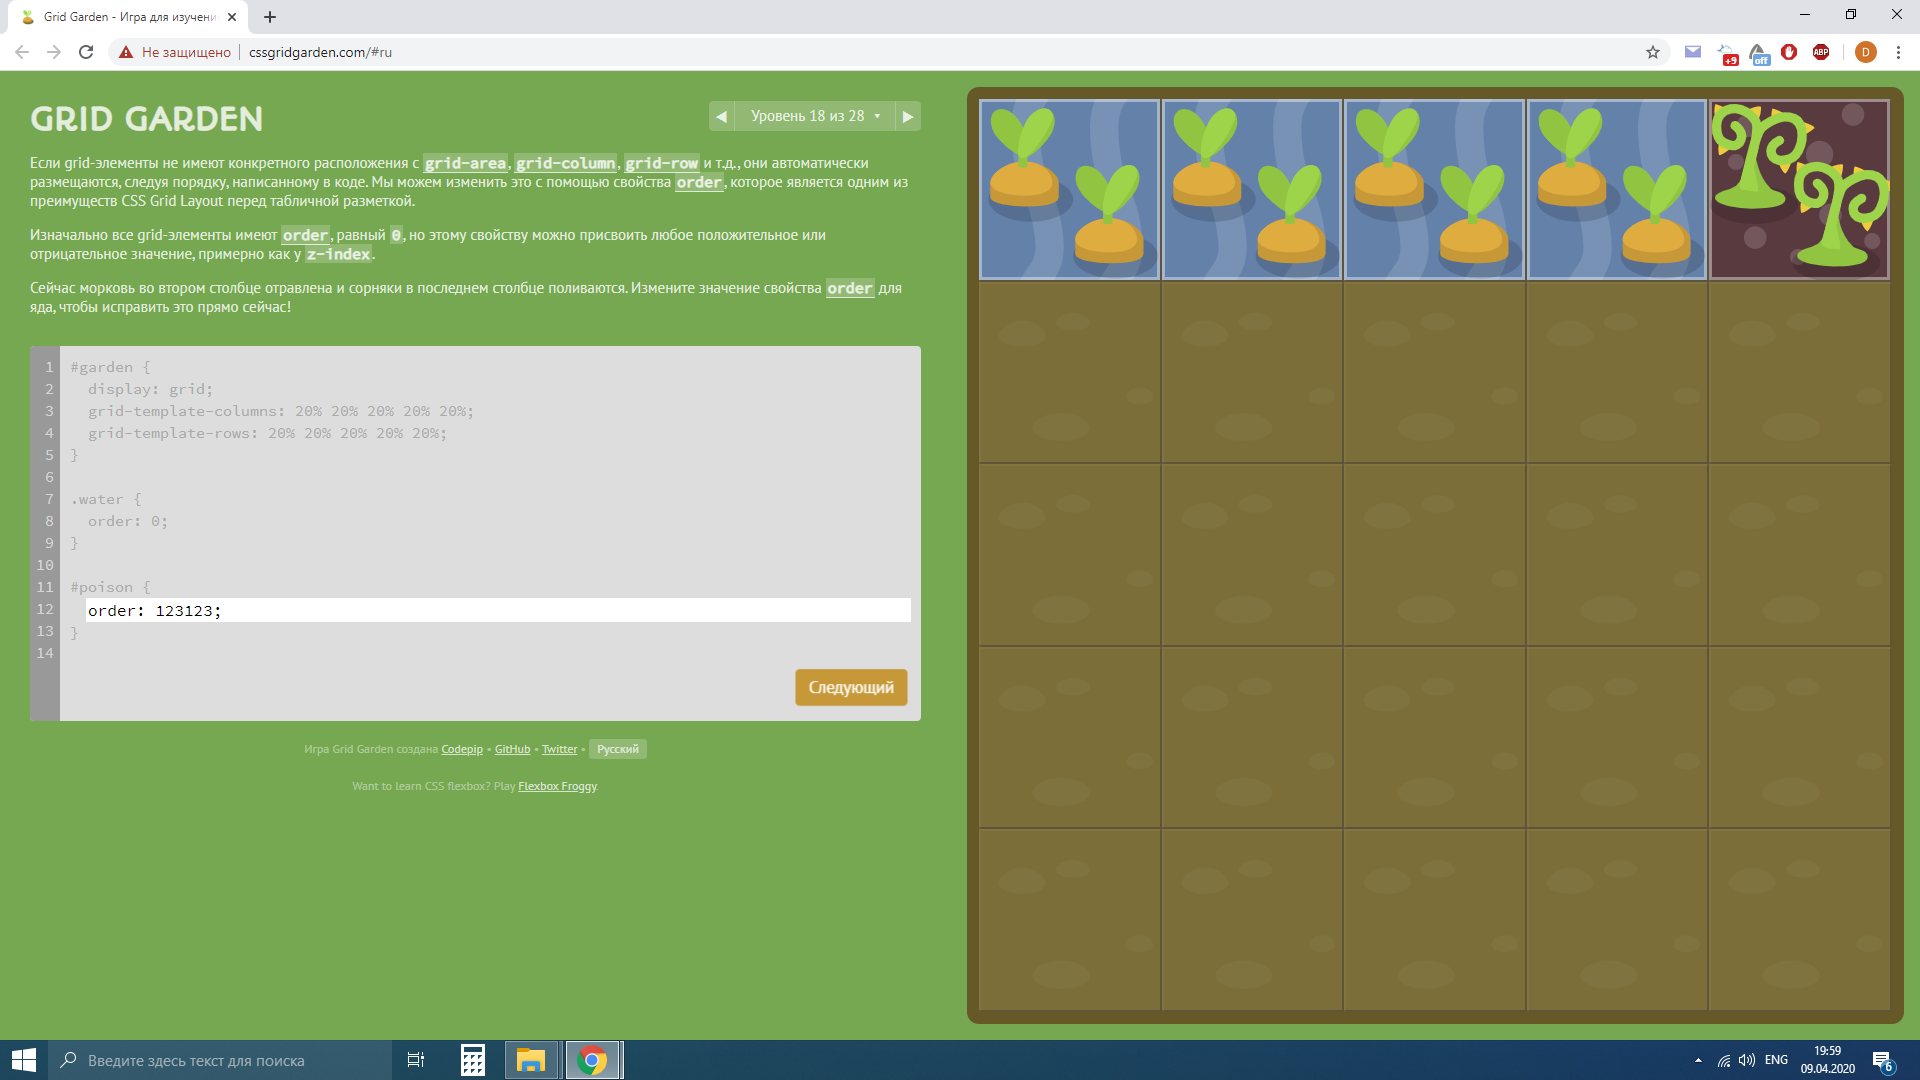 Grid Garden - Игра для изучени
Не защищено
cssgridgarden.com/#ru
+9
off
ABP
D
GRID GARDEN
◀ Уровень 18 из 28 ▾ ▶
Если grid-элементы не имеют конкретного расположения с grid-area, grid-column, grid-row и т.д., они автоматически
размещаются, следуя порядку, написанному в коде. Мы можем изменить это с помощью свойства order, которое является одним из
преимуществ CSS Grid Layout перед табличной разметкой.
Изначально все grid-элементы имеют order, равный 0, но этому свойству можно присвоить любое положительное или
отрицательное значение, примерно как у z-index.
Сейчас морковь во втором столбце отравлена и сорняки в последнем столбце поливаются. Измените значение свойства order для
яда, чтобы исправить это прямо сейчас!
1 #garden {
2 display: grid;
3 grid-template-columns: 20% 20% 20% 20% 20%;
4 grid-template-rows: 20% 20% 20% 20% 20%;
5 }
6
7 .water {
8 order: 0;
9 }
10
11 #poison {
12 order: 123123;
13 }
14
Следующий
Игра Grid Garden создана Codepip • GitHub • Twitter • Русский
Want to learn CSS flexbox? Play Flexbox Froggy.
Введите здесь текст для поиска
ENG
19:59
09.04.2020
6